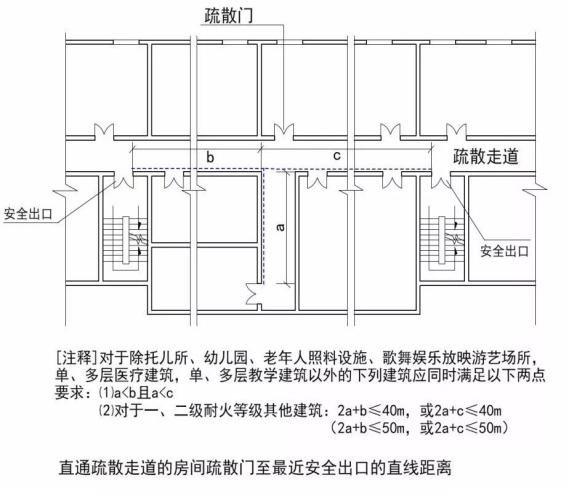 疏散门
b
c
疏散走道
安全出口
a
安全出口
[注释]对于除托儿所、幼儿园、老年人照料设施、歌舞娱乐放映游艺场所,
单、多层医疗建筑,单、多层教学建筑以外的下列建筑应同时满足以下两点
要求:⑴a<b且a<c
⑵对于一、二级耐火等级其他建筑:2a+b≤40m,或2a+c≤40m
(2a+b≤50m,或2a+c≤50m)
直通疏散走道的房间疏散门至最近安全出口的直线距离